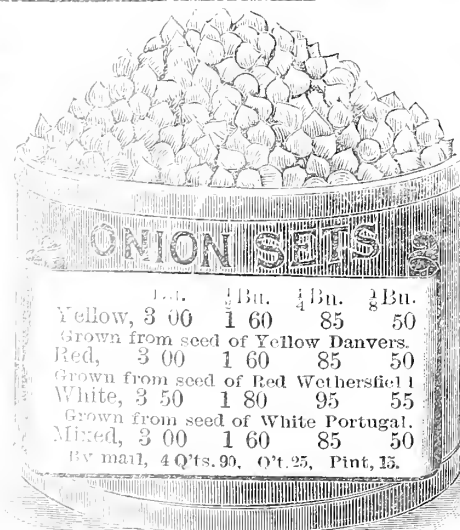 ONION SETS
½Bu. ¼Bu. ⅛Bu.
Yellow, 3 00 1 60 85 50
Grown from seed of Yellow Danvers.
Red, 3 00 1 60 85 50
Grown from seed of Red Wethersfiel
White, 3 50 1 80 95 55
Grown from seed of White Portugal.
Mixed, 3 00 1 60 85 50
By mail, 4 Q'ts. 90, Q't. 25, Pint, 15.